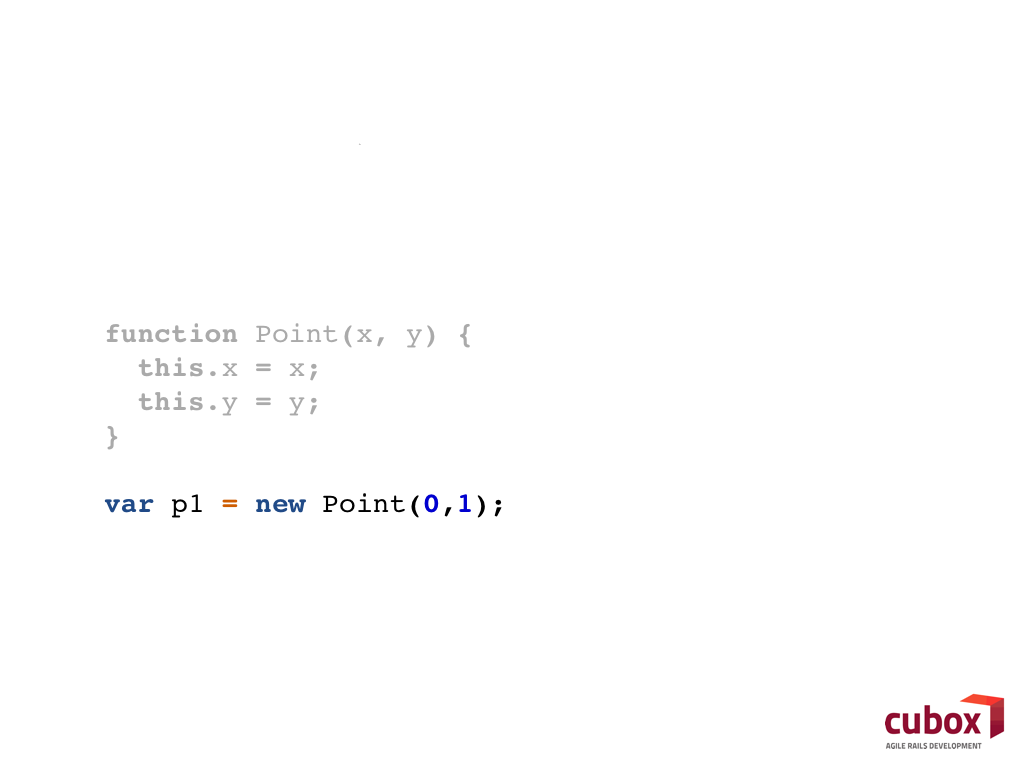 function Point(x, y) {
  this.x = x;
  this.y = y;
}
var p1 = new Point(0,1);
cubox
AGILE RAILS DEVELOPMENT